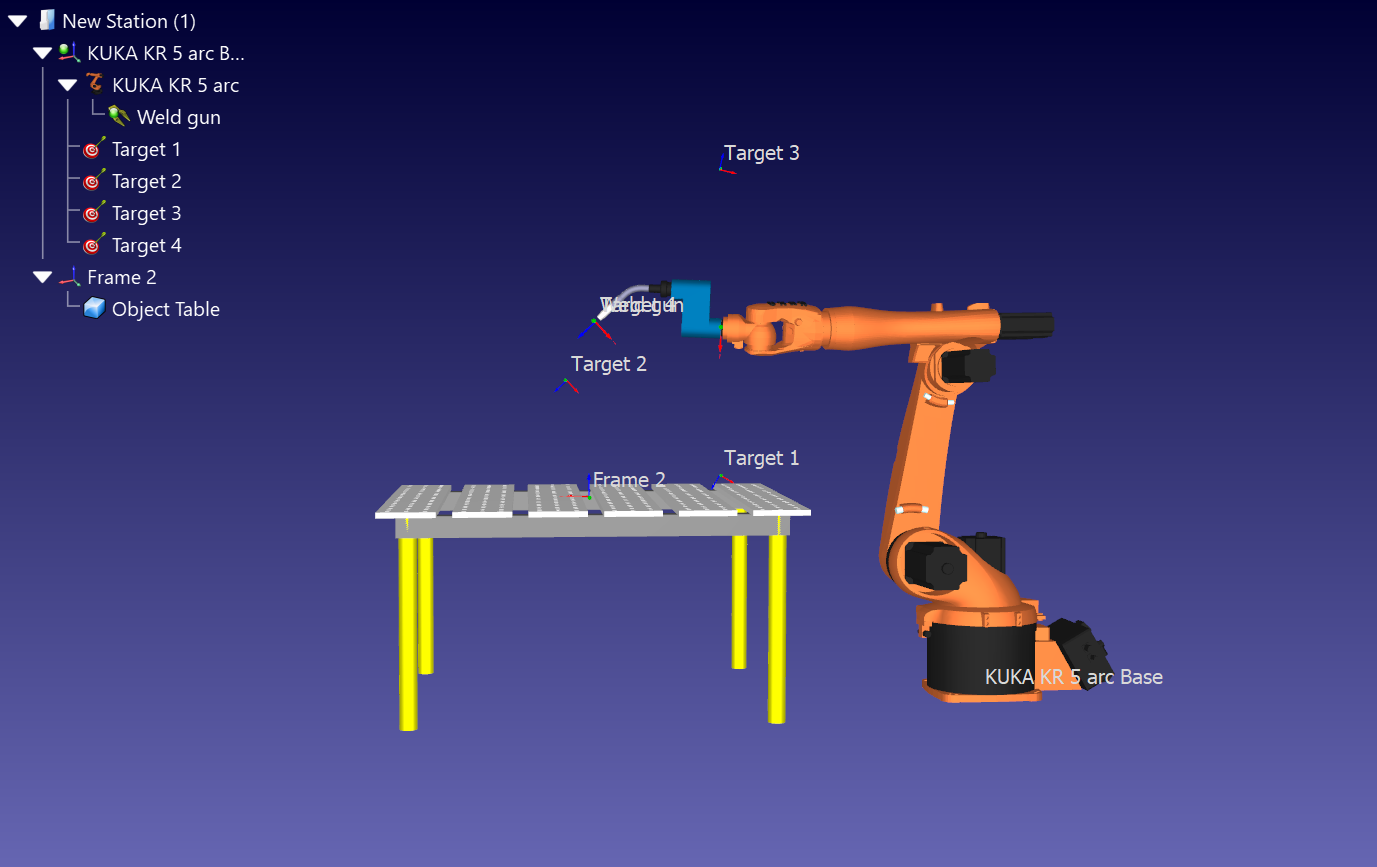 New Station (1)
KUKA KR 5 arc B...
KUKA KR 5 arc
Weld gun
Target 1
Target 2
Target 3
Target 4
Frame 2
Object Table
Target 3
Target 4
Weld gun
Target 2
Target 1
Frame 2
KUKA KR 5 arc Base